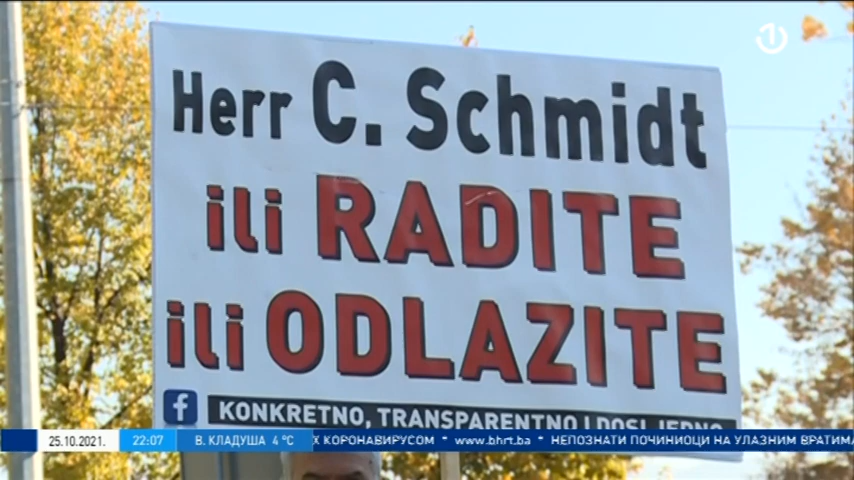 1
Herr C. Schmidt
ili RADITE
ili ODLAZITE
f KONKRETNO, TRANSPARENTNO I DOSLJEDNO
25.10.2021. 22:07 В. КЛАДУША 4 °C Х КОРОНАВИРУСОМ * www.bhrt.ba * НЕПОЗНАТИ ПОЧИНИОЦИ НА УЛАЗНИМ ВРАТИМА